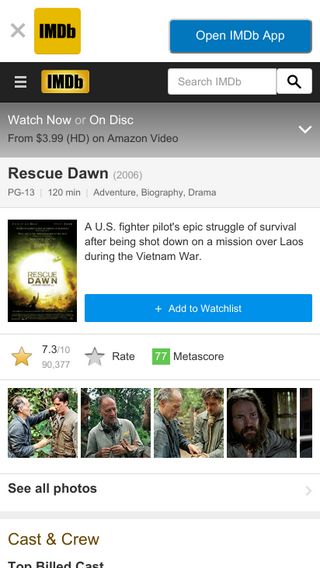 IMDb
Open IMDb App
IMDb
Search IMDb
Watch Now or On Disc
From $3.99 (HD) on Amazon Video
Rescue Dawn (2006)
PG-13 | 120 min | Adventure, Biography, Drama
RESCUE
DAWN
A U.S. fighter pilot's epic struggle of survival
after being shot down on a mission over Laos
during the Vietnam War.
+ Add to Watchlist
7.3/10
90,377
Rate
77 Metascore
See all photos
Cast & Crew
Top Billed Cast